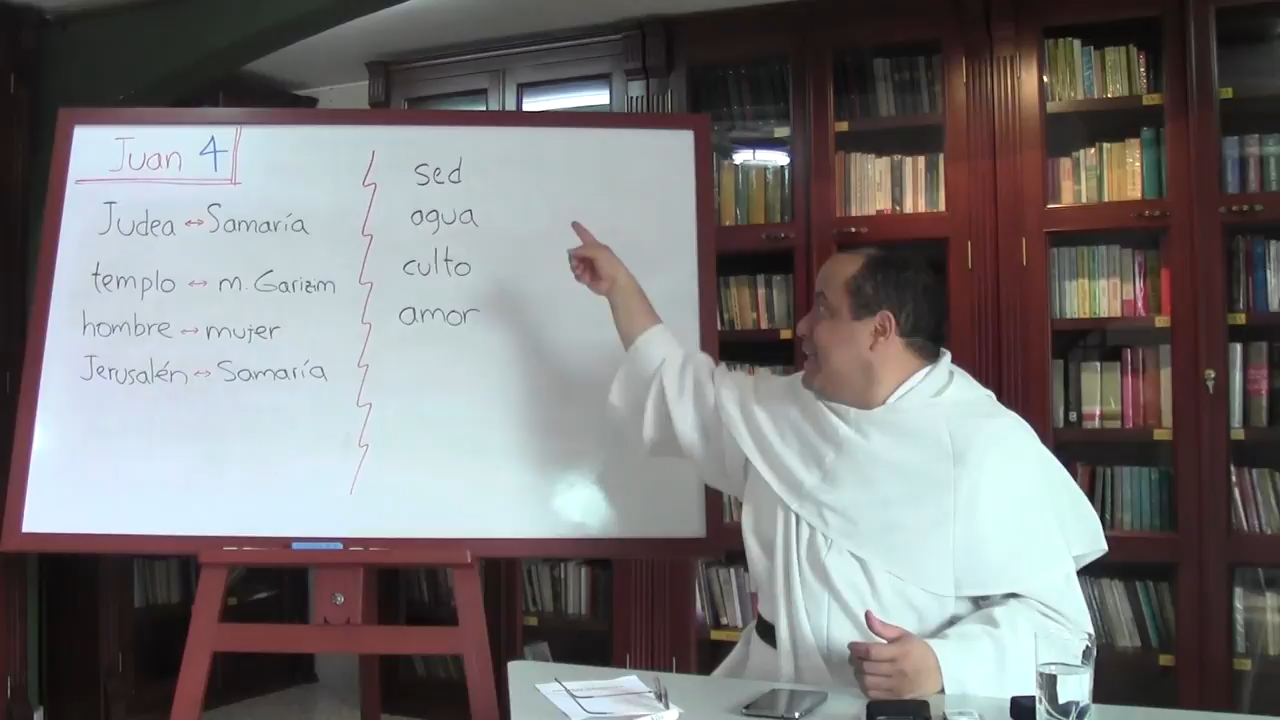 Juan 4
Judea ↔ Samaría
templo ↔ m. Garizim
hombre ↔ mujer
Jerusalén ↔ Samaría
sed
agua
culto
amor